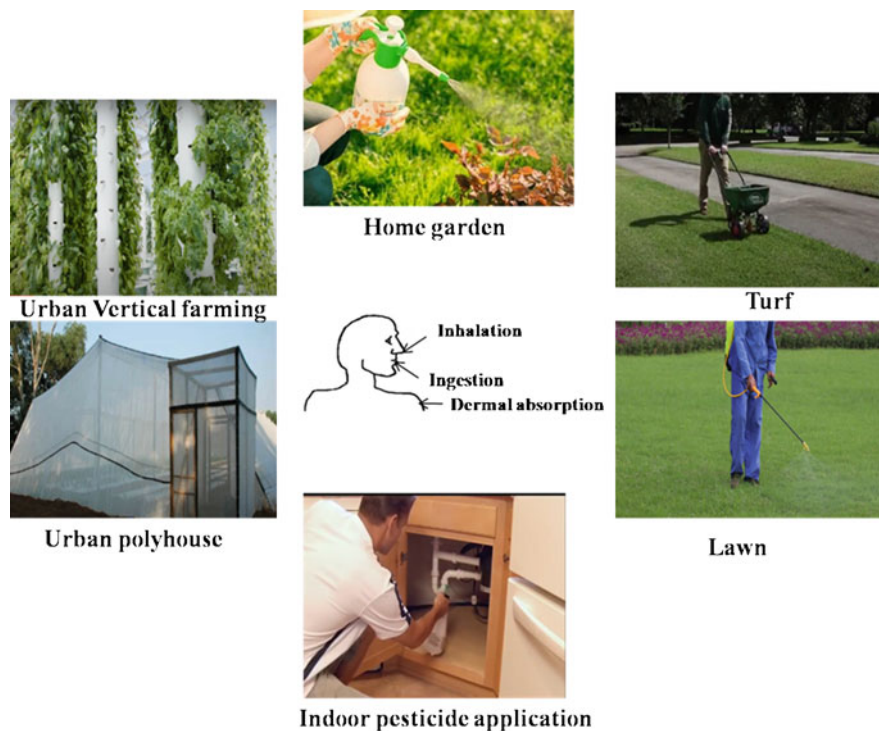 Home garden
Urban Vertical farming
Turf
Inhalation
Ingestion
Dermal absorption
Urban polyhouse
Lawn
Indoor pesticide application